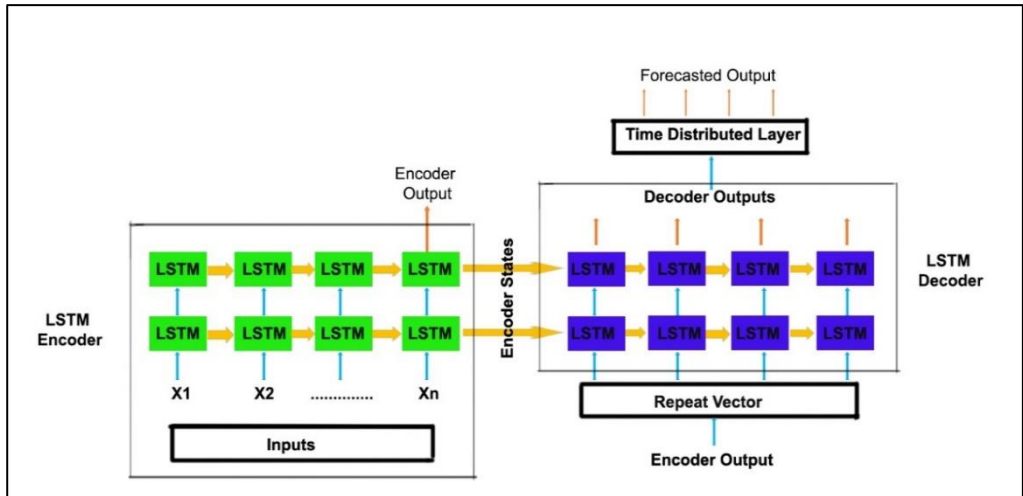 Forecasted Output
Time Distributed Layer
Encoder
Output
Decoder Outputs
LSTM LSTM LSTM LSTM
LSTM LSTM LSTM LSTM
LSTM
Encoder
LSTM LSTM LSTM LSTM
LSTM LSTM LSTM LSTM
Encoder States
LSTM
Decoder
X1 X2 .............. Xn
Inputs
Repeat Vector
Encoder Output